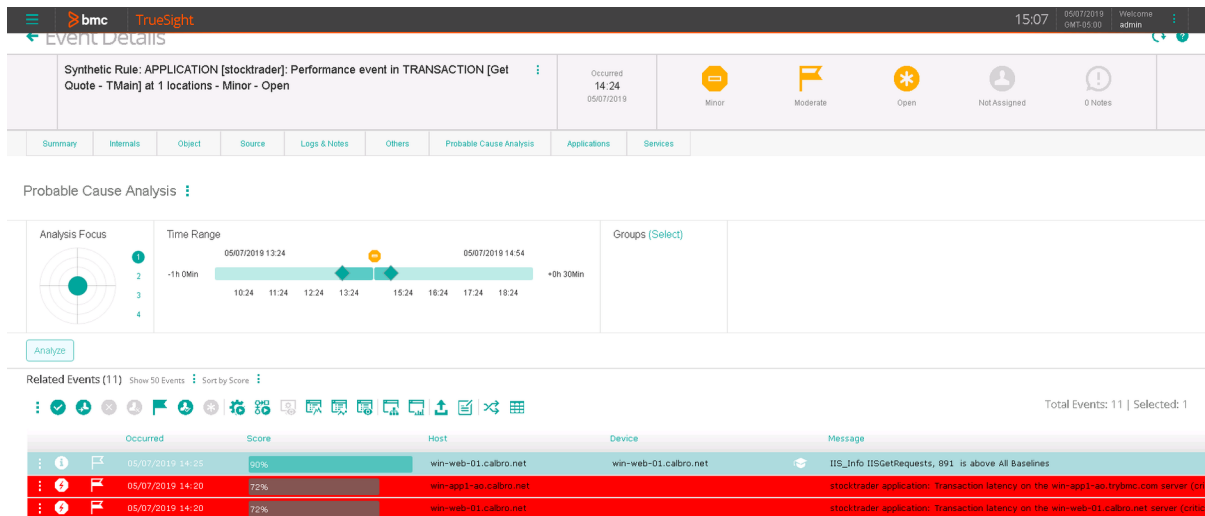 bmc TrueSight 15:07 05/07/2019 GMT-05:00 Welcome admin
Event Details
Synthetic Rule: APPLICATION [stocktrader]: Performance event in TRANSACTION [Get
Quote - TMain] at 1 locations - Minor - Open
Occurred
14:24
05/07/2019
Minor Moderate Open Not Assigned 0 Notes
Summary Internals Object Source Logs & Notes Others Probable Cause Analysis Applications Services
Probable Cause Analysis
Analysis Focus
1
2
3
4
Time Range
05/07/2019 13:24 05/07/2019 14:54
-1h 0Min +0h 30Min
10:24 11:24 12:24 13:24 15:24 16:24 17:24 18:24
Groups (Select)
Analyze
Related Events (11) Show 50 Events Sort by Score
Total Events: 11 | Selected: 1
Occurred Score Host Device Message
05/07/2019 14:25 90% win-web-01.calbro.net win-web-01.calbro.net IIS_Info IISGetRequests, 891 is above All Baselines
05/07/2019 14:20 72% win-app1-ao.calbro.net stocktrader application: Transaction latency on the win-app1-ao.trybmc.com server (cri
05/07/2019 14:20 72% win-web-01.calbro.net stocktrader application: Transaction latency on the win-web-01.calbro.net server (critic